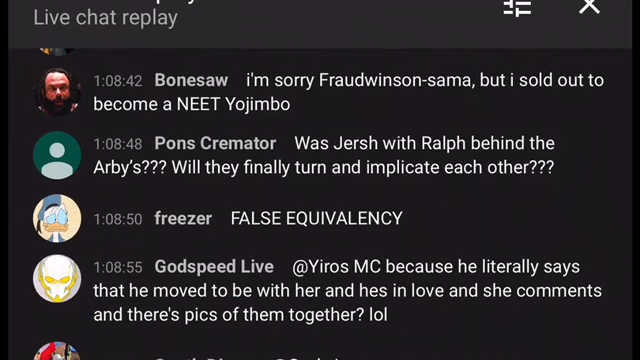 Live chat replay
1:08:42 Bonesaw i'm sorry Fraudwinson-sama, but i sold out to
become a NEET Yojimbo
1:08:48 Pons Cremator Was Jersh with Ralph behind the
Arby's??? Will they finally turn and implicate each other???
1:08:50 freezer FALSE EQUIVALENCY
1:08:55 Godspeed Live @Yiros MC because he literally says
that he moved to be with her and hes in love and she comments
and there's pics of them together? lol